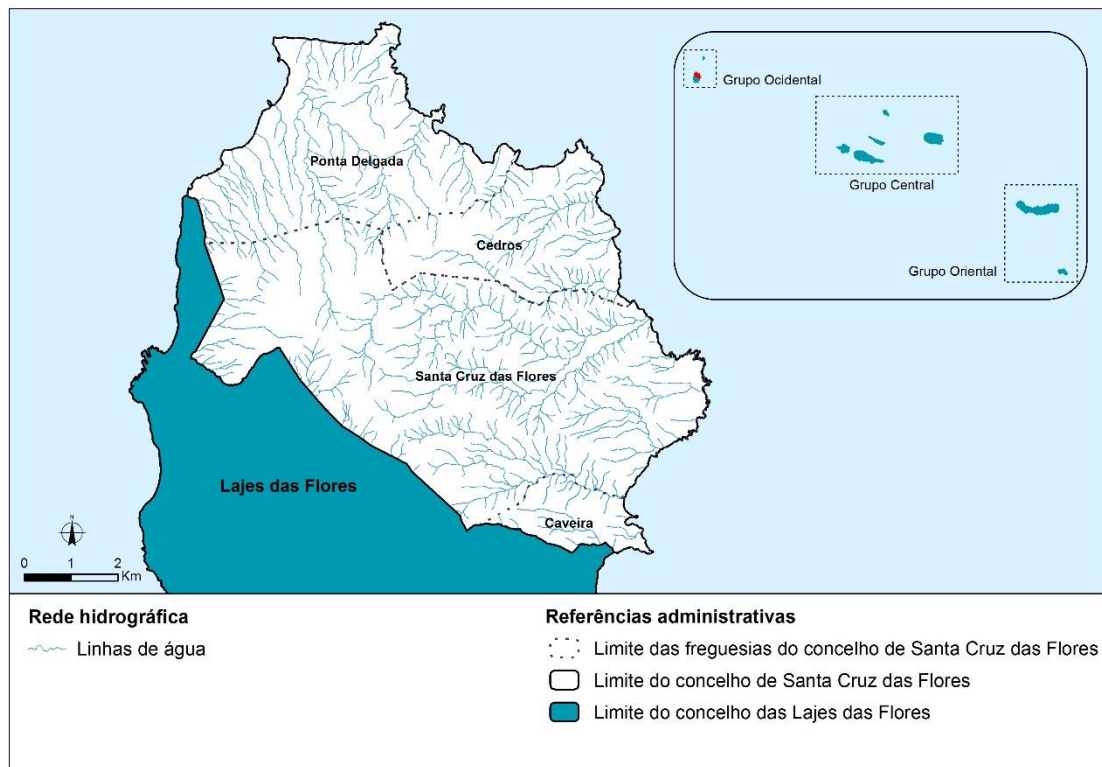 Grupo Ocidental
Grupo Central
Grupo Oriental
Ponta Delgada
Cedros
Santa Cruz das Flores
Lajes das Flores
Caveira
N
0 1 2
Km
Rede hidrográfica
Linhas de água
Referências administrativas
Limite das freguesias do concelho de Santa Cruz das Flores
Limite do concelho de Santa Cruz das Flores
Limite do concelho das Lajes das Flores